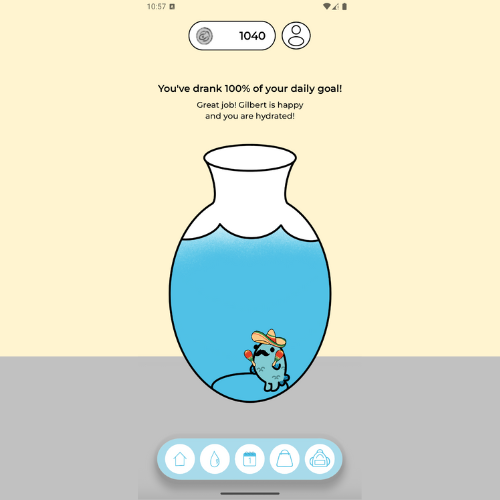 10:57
1040
You've drank 100% of your daily goal!
Great job! Gilbert is happy
and you are hydrated!